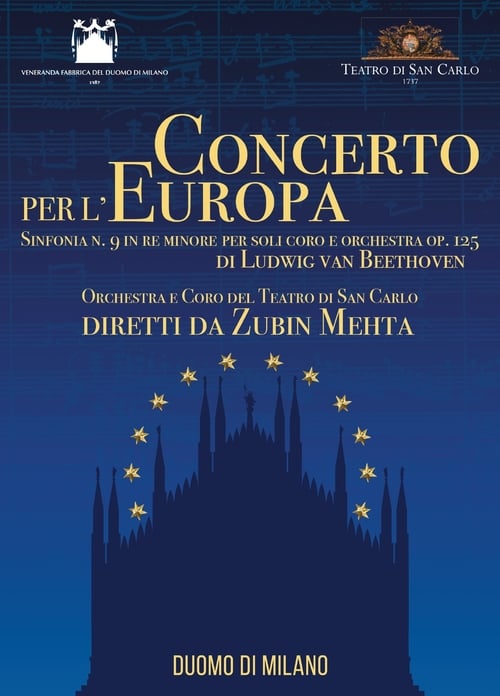 VENERANDA FABBRICA DEL DUOMO DI MILANO
1387
TEATRO DI SAN CARLO
1737
CONCERTO
PER L'EUROPA
SINFONIA N. 9 IN RE MINORE PER SOLI CORO E ORCHESTRA OP. 125
DI LUDWIG VAN BEETHOVEN
ORCHESTRA E CORO DEL TEATRO DI SAN CARLO
DIRETTI DA ZUBIN MEHTA
DUOMO DI MILANO